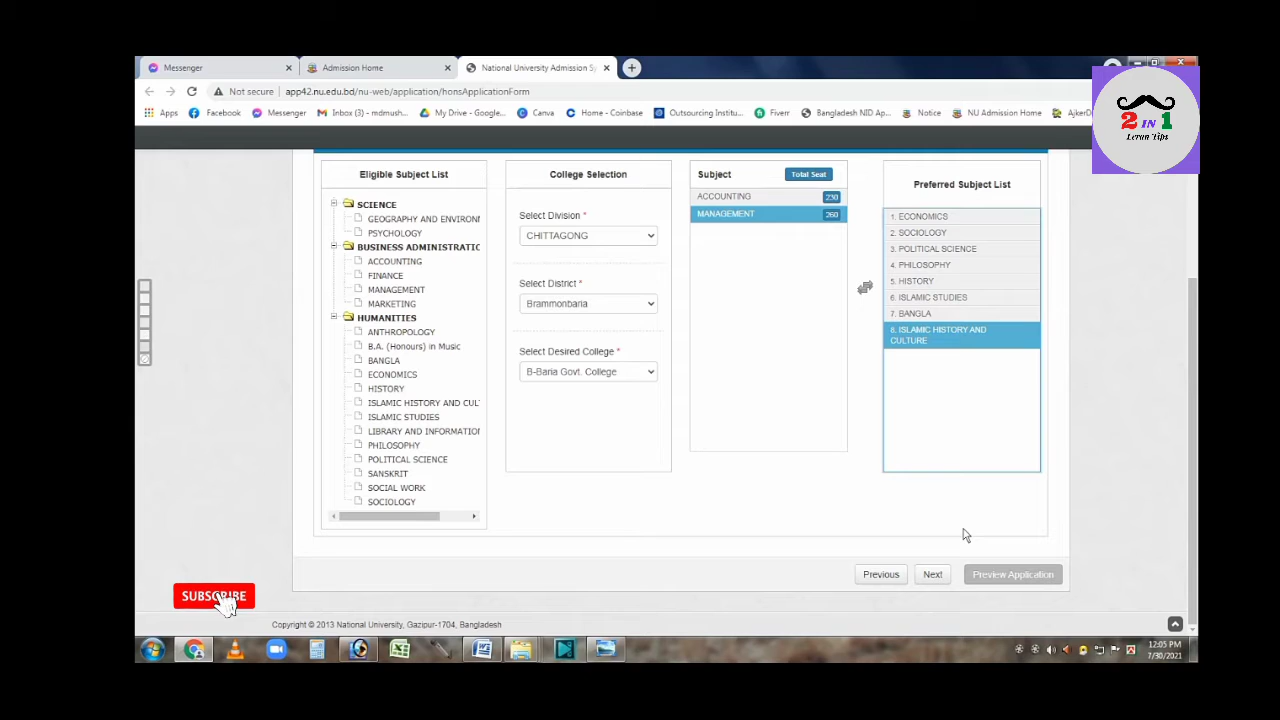 Messenger
Admission Home
National University Admission Sy
Not secure
app42.nu.edu.bd/nu-web/application/honsApplicationForm
Apps
Facebook
Messenger
Inbox (3) - mdmush...
My Drive - Google...
Canva
Home - Coinbase
Outsourcing Institu...
Fiverr
Bangladesh NID Ap...
Notice
NU Admission Home
AjkerD
2 IN 1
Lerun Tips
Eligible Subject List
SCIENCE
GEOGRAPHY AND ENVIRONM
PSYCHOLOGY
BUSINESS ADMINISTRATIC
ACCOUNTING
FINANCE
MANAGEMENT
MARKETING
HUMANITIES
ANTHROPOLOGY
B.A. (Honours) in Music
BANGLA
ECONOMICS
HISTORY
ISLAMIC HISTORY AND CUL
ISLAMIC STUDIES
LIBRARY AND INFORMATION
PHILOSOPHY
POLITICAL SCIENCE
SANSKRIT
SOCIAL WORK
SOCIOLOGY
College Selection
Select Division *
CHITTAGONG
Select District *
Brammonbaria
Select Desired College *
B-Baria Govt. College
Subject
Total Seat
ACCOUNTING 230
MANAGEMENT 260
Preferred Subject List
1. ECONOMICS
2. SOCIOLOGY
3. POLITICAL SCIENCE
4. PHILOSOPHY
5. HISTORY
6. ISLAMIC STUDIES
7. BANGLA
8. ISLAMIC HISTORY AND
CULTURE
Previous
Next
Preview Application
SUBSCRIBE
Copyright © 2013 National University, Gazipur-1704, Bangladesh
12:05 PM
7/30/2021